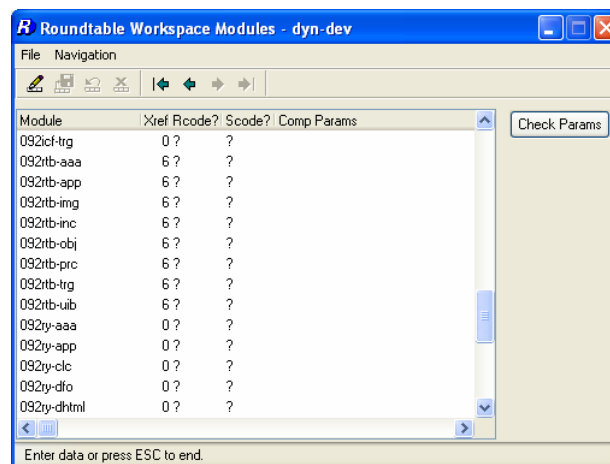 Roundtable Workspace Modules - dyn-dev
File Navigation
Module Xref Rcode? Scode? Comp Params
Check Params
092icf-trg 0 ? ?
092rtb-aaa 6 ? ?
092rtb-app 6 ? ?
092rtb-img 6 ? ?
092rtb-inc 6 ? ?
092rtb-obj 6 ? ?
092rtb-prc 6 ? ?
092rtb-trg 6 ? ?
092rtb-uib 6 ? ?
092ry-aaa 0 ? ?
092ry-app 0 ? ?
092ry-clc 0 ? ?
092ry-dfo 0 ? ?
092ry-dhtml 0 ? ?
Enter data or press ESC to end.